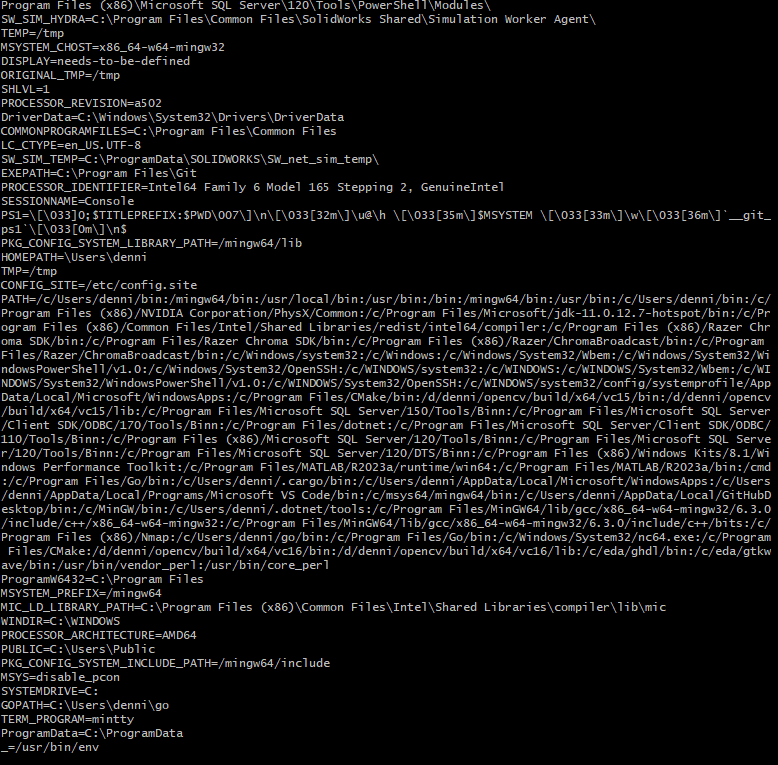 Program Files (x86)\Microsoft SQL Server\120\Tools\PowerShell\Modules\
SW_SIM_HYDRA=C:\Program Files\Common Files\SolidWorks Shared\Simulation Worker Agent\
TEMP=/tmp
MSYSTEM_CHOST=x86_64-w64-mingw32
DISPLAY=needs-to-be-defined
ORIGINAL_TMP=/tmp
SHLVL=1
PROCESSOR_REVISION=a502
DriverData=C:\Windows\System32\Drivers\DriverData
COMMONPROGRAMFILES=C:\Program Files\Common Files
LC_CTYPE=en_US.UTF-8
SW_SIM_TEMP=C:\ProgramData\SOLIDWORKS\SW_net_sim_temp\
EXEPATH=C:\Program Files\Git
PROCESSOR_IDENTIFIER=Intel64 Family 6 Model 165 Stepping 2, GenuineIntel
SESSIONNAME=Console
PS1=\[\033]0;$TITLEPREFIX:$PWD\007\]\n\[\033[32m\]\u@\h \[\033[35m\]$MSYSTEM \[\033[33m\]\w\[\033[36m\]`__git_
ps1`\[\033[0m\]\n$
PKG_CONFIG_SYSTEM_LIBRARY_PATH=/mingw64/lib
HOMEPATH=\Users\denni
TMP=/tmp
CONFIG_SITE=/etc/config.site
PATH=/c/Users/denni/bin:/mingw64/bin:/usr/local/bin:/usr/bin:/bin:/mingw64/bin:/usr/bin:/c/Users/denni/bin:/c/
Program Files (x86)/NVIDIA Corporation/PhysX/Common:/c/Program Files/Microsoft/jdk-11.0.12.7-hotspot/bin:/c/Pr
ogram Files (x86)/Common Files/Intel/Shared Libraries/redist/intel64/compiler:/c/Program Files (x86)/Razer Chr
oma SDK/bin:/c/Program Files/Razer Chroma SDK/bin:/c/Program Files (x86)/Razer/ChromaBroadcast/bin:/c/Program
Files/Razer/ChromaBroadcast/bin:/c/Windows/system32:/c/Windows:/c/Windows/System32/Wbem:/c/Windows/System32/Wi
ndowsPowerShell/v1.0:/c/Windows/System32/OpenSSH:/c/WINDOWS/system32:/c/WINDOWS:/c/WINDOWS/System32/Wbem:/c/WI
NDOWS/System32/WindowsPowerShell/v1.0:/c/WINDOWS/System32/OpenSSH:/c/WINDOWS/system32/config/systemprofile/App
Data/Local/Microsoft/WindowsApps:/c/Program Files/CMake/bin:/d/denni/opencv/build/x64/vc15/bin:/d/denni/opencv
/build/x64/vc15/lib:/c/Program Files/Microsoft SQL Server/150/Tools/Binn:/c/Program Files/Microsoft SQL Server
/Client SDK/ODBC/170/Tools/Binn:/c/Program Files/dotnet:/c/Program Files/Microsoft SQL Server/Client SDK/ODBC/
110/Tools/Binn:/c/Program Files (x86)/Microsoft SQL Server/120/Tools/Binn:/c/Program Files/Microsoft SQL Serve
r/120/Tools/Binn:/c/Program Files/Microsoft SQL Server/120/DTS/Binn:/c/Program Files (x86)/Windows Kits/8.1/Wi
ndows Performance Toolkit:/c/Program Files/MATLAB/R2023a/runtime/win64:/c/Program Files/MATLAB/R2023a/bin:/cmd
:/c/Program Files/Go/bin:/c/Users/denni/.cargo/bin:/c/Users/denni/AppData/Local/Microsoft/WindowsApps:/c/Users
/denni/AppData/Local/Programs/Microsoft VS Code/bin:/c/msys64/mingw64/bin:/c/Users/denni/AppData/Local/GitHubD
esktop/bin:/c/MinGW/bin:/c/Users/denni/.dotnet/tools:/c/Program Files/MinGW64/lib/gcc/x86_64-w64-mingw32/6.3.0
/include/c++/x86_64-w64-mingw32:/c/Program Files/MinGW64/lib/gcc/x86_64-w64-mingw32/6.3.0/include/c++/bits:/c/
Program Files (x86)/Nmap:/c/Users/denni/go/bin:/c/Program Files/Go/bin:/c/Windows/System32/nc64.exe:/c/Program
 Files/CMake:/d/denni/opencv/build/x64/vc16/bin:/d/denni/opencv/build/x64/vc16/lib:/c/eda/ghdl/bin:/c/eda/gtkw
ave/bin:/usr/bin/vendor_perl:/usr/bin/core_perl
ProgramW6432=C:\Program Files
MSYSTEM_PREFIX=/mingw64
MIC_LD_LIBRARY_PATH=C:\Program Files (x86)\Common Files\Intel\Shared Libraries\compiler\lib\mic
WINDIR=C:\WINDOWS
PROCESSOR_ARCHITECTURE=AMD64
PUBLIC=C:\Users\Public
PKG_CONFIG_SYSTEM_INCLUDE_PATH=/mingw64/include
MSYS=disable_pcon
SYSTEMDRIVE=C:
GOPATH=C:\Users\denni\go
TERM_PROGRAM=mintty
ProgramData=C:\ProgramData
_=/usr/bin/env